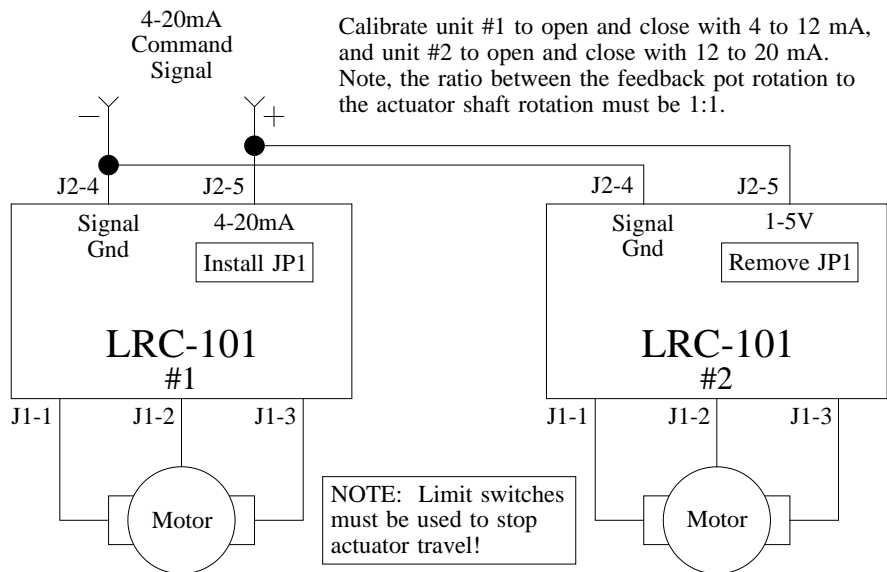 4-20mA
Command
Signal
Calibrate unit #1 to open and close with 4 to 12 mA,
and unit #2 to open and close with 12 to 20 mA.
Note, the ratio between the feedback pot rotation to
the actuator shaft rotation must be 1:1.
− +
J2-4 J2-5 J2-4 J2-5
Signal
Gnd
4-20mA
Install JP1
LRC-101
#1
Signal
Gnd
1-5V
Remove JP1
LRC-101
#2
J1-1 J1-2 J1-3 J1-1 J1-2 J1-3
Motor
NOTE: Limit switches
must be used to stop
actuator travel!
Motor